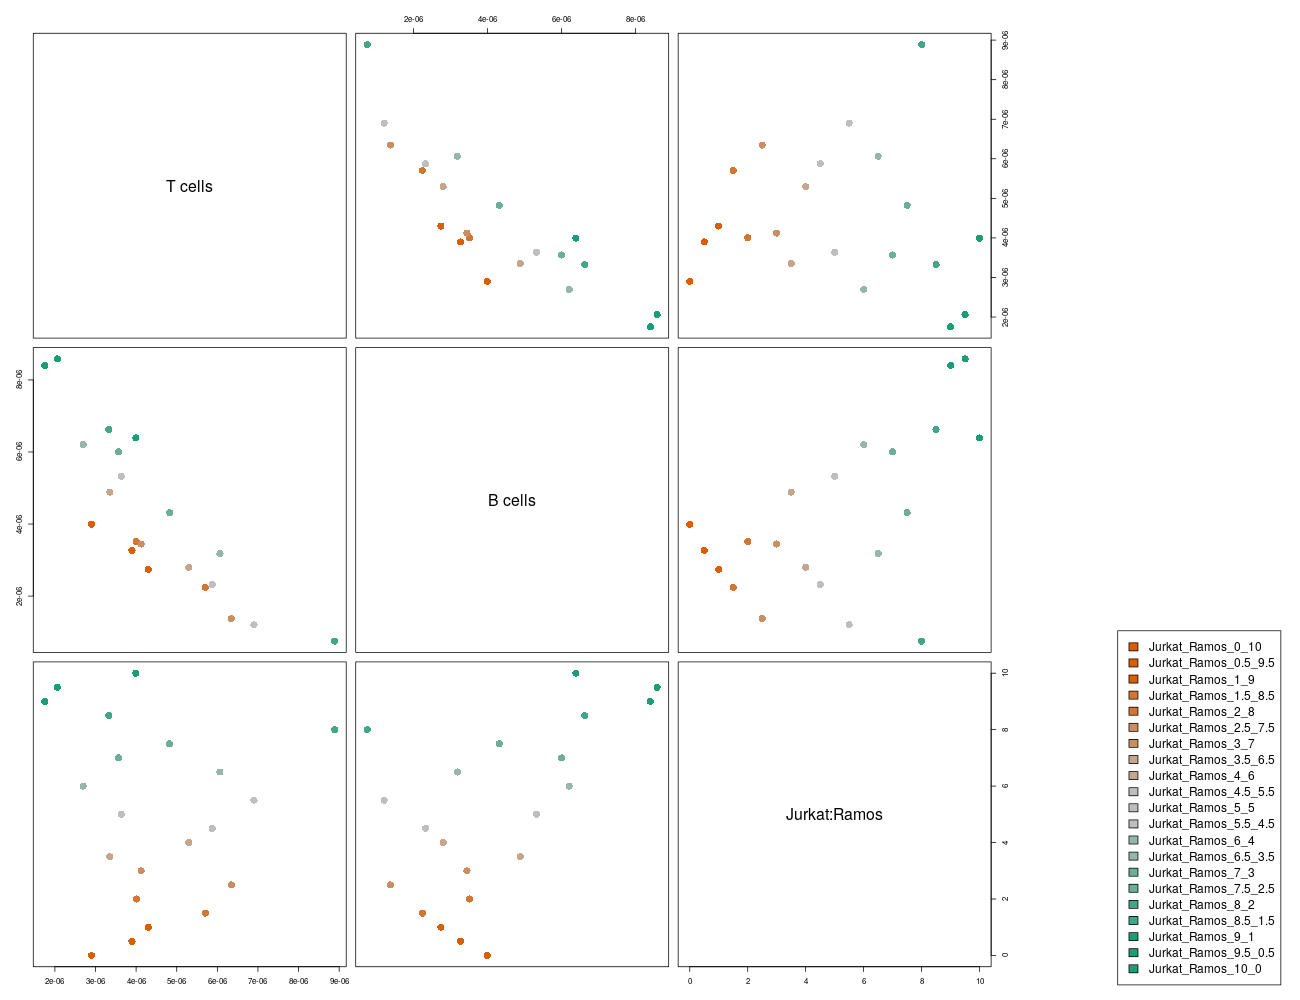 2e-06 4e-06 6e-06 8e-06
T cells
2e-06 3e-06 4e-06 5e-06 6e-06 7e-06 8e-06 9e-06
2e-06 4e-06 6e-06 8e-06
B cells
Jurkat:Ramos
0 2 4 6 8 10
2e-06 3e-06 4e-06 5e-06 6e-06 7e-06 8e-06 9e-06
0 2 4 6 8 10
Jurkat_Ramos_0_10
Jurkat_Ramos_0.5_9.5
Jurkat_Ramos_1_9
Jurkat_Ramos_1.5_8.5
Jurkat_Ramos_2_8
Jurkat_Ramos_2.5_7.5
Jurkat_Ramos_3_7
Jurkat_Ramos_3.5_6.5
Jurkat_Ramos_4_6
Jurkat_Ramos_4.5_5.5
Jurkat_Ramos_5_5
Jurkat_Ramos_5.5_4.5
Jurkat_Ramos_6_4
Jurkat_Ramos_6.5_3.5
Jurkat_Ramos_7_3
Jurkat_Ramos_7.5_2.5
Jurkat_Ramos_8_2
Jurkat_Ramos_8.5_1.5
Jurkat_Ramos_9_1
Jurkat_Ramos_9.5_0.5
Jurkat_Ramos_10_0